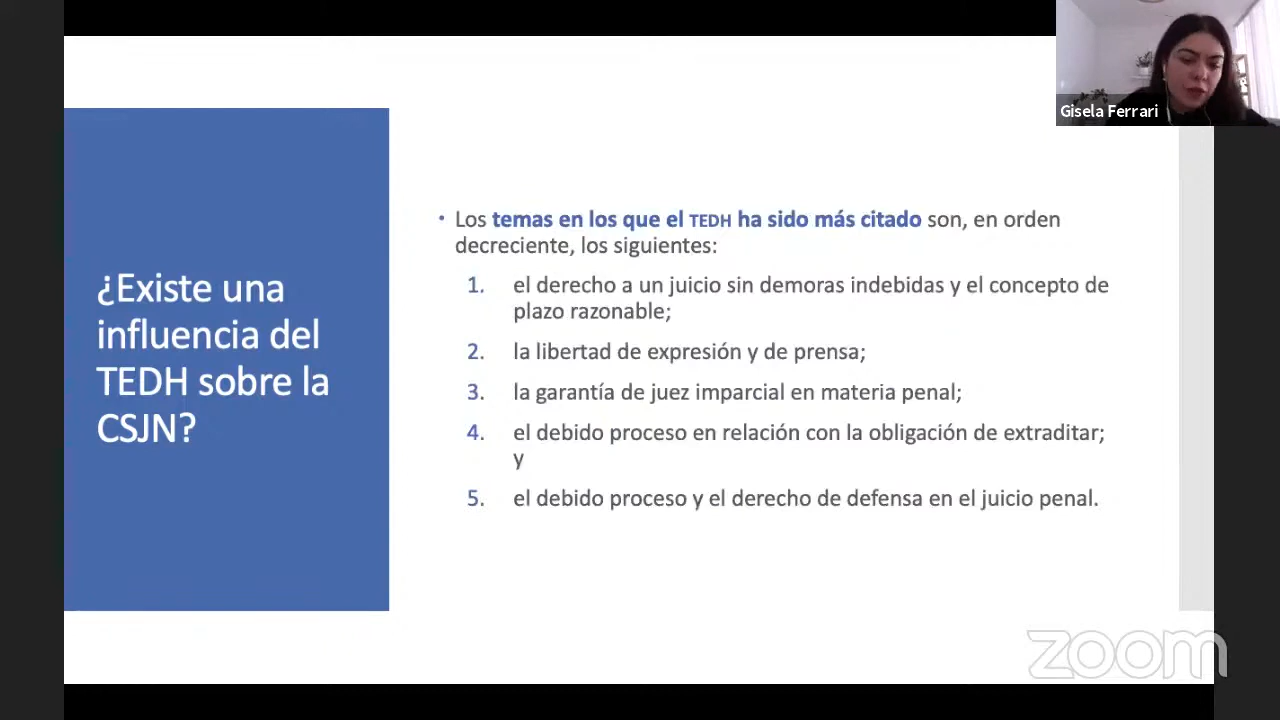 Gisela Ferrari
¿Existe una
influencia del
TEDH sobre la
CSJN?
• Los temas en los que el TEDH ha sido más citado son, en orden
decreciente, los siguientes:
1. el derecho a un juicio sin demoras indebidas y el concepto de
plazo razonable;
2. la libertad de expresión y de prensa;
3. la garantía de juez imparcial en materia penal;
4. el debido proceso en relación con la obligación de extraditar;
y
5. el debido proceso y el derecho de defensa en el juicio penal.
zoom